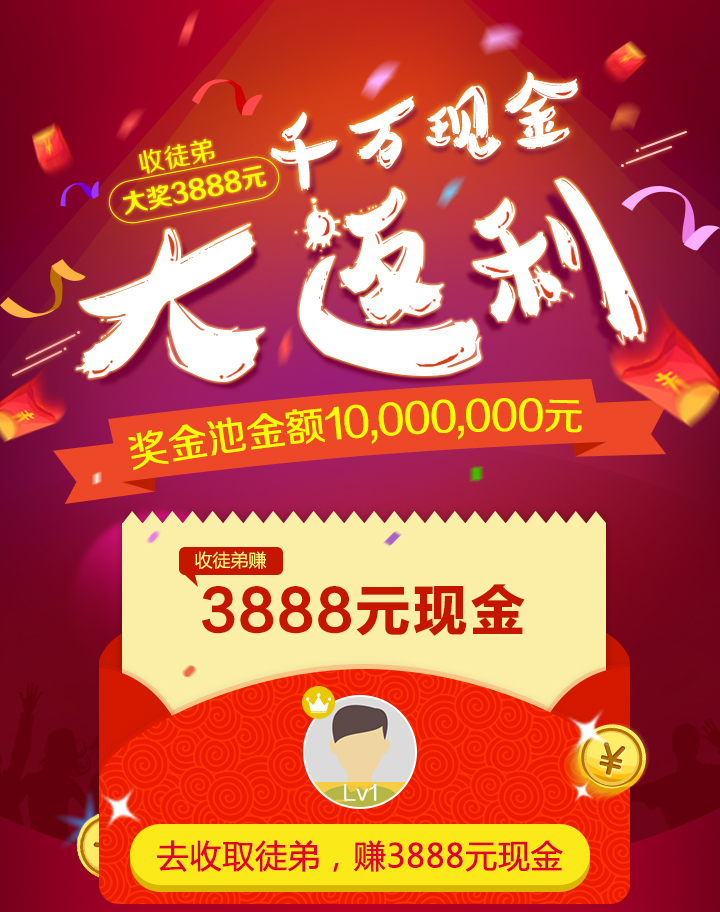 千万现金
收徒弟
大奖3888元
大返利
奖金池金额10,000,000元
收徒弟赚
3888元现金
Lv1
¥
去收取徒弟，赚3888元现金